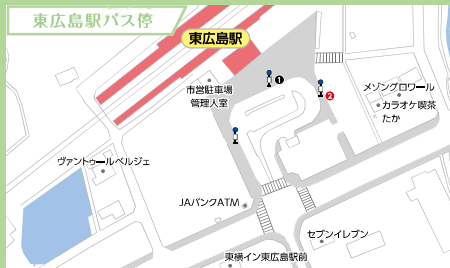 東広島駅バス停
東広島駅
市営駐車場
管理人室
❶
❷
メゾングロワール
カラオケ喫茶
たか
ヴァントゥールベルジェ
JAバンクATM
セブンイレブン
東横イン東広島駅前